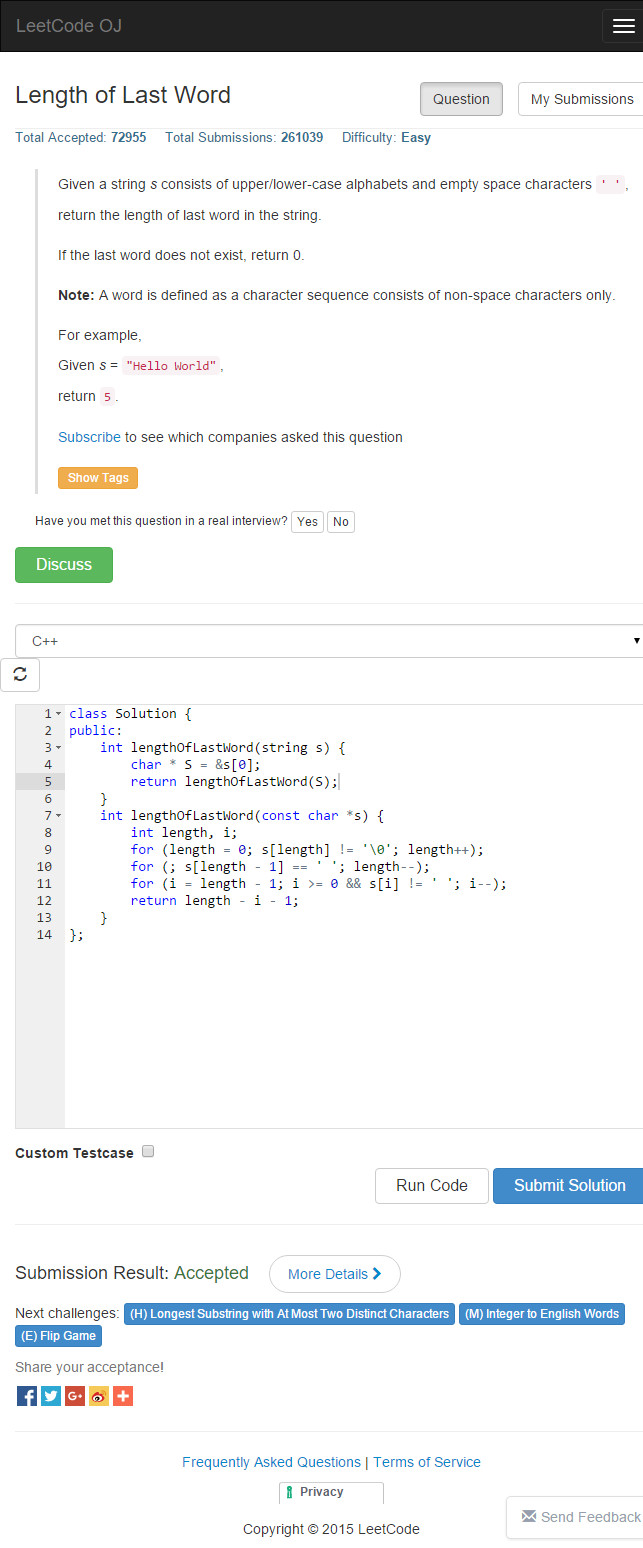 LeetCode OJ
Length of Last Word
Question
My Submissions
Total Accepted: 72955 Total Submissions: 261039 Difficulty: Easy
Given a string s consists of upper/lower-case alphabets and empty space characters ' ',
return the length of last word in the string.
If the last word does not exist, return 0.
Note: A word is defined as a character sequence consists of non-space characters only.
For example,
Given s = "Hello World",
return 5.
Subscribe to see which companies asked this question
Show Tags
Have you met this question in a real interview? Yes No
Discuss
C++
1 class Solution {
2 public:
3     int lengthOfLastWord(string s) {
4         char * S = &s[0];
5         return lengthOfLastWord(S);
6     }
7     int lengthOfLastWord(const char *s) {
8         int length, i;
9         for (length = 0; s[length] != '\0'; length++);
10         for (; s[length - 1] == ' '; length--);
11         for (i = length - 1; i >= 0 && s[i] != ' '; i--);
12         return length - i - 1;
13     }
14 };
Custom Testcase
Run Code
Submit Solution
Submission Result: Accepted
More Details
Next challenges: (H) Longest Substring with At Most Two Distinct Characters (M) Integer to English Words
(E) Flip Game
Share your acceptance!
Frequently Asked Questions | Terms of Service
Privacy
Send Feedback
Copyright © 2015 LeetCode